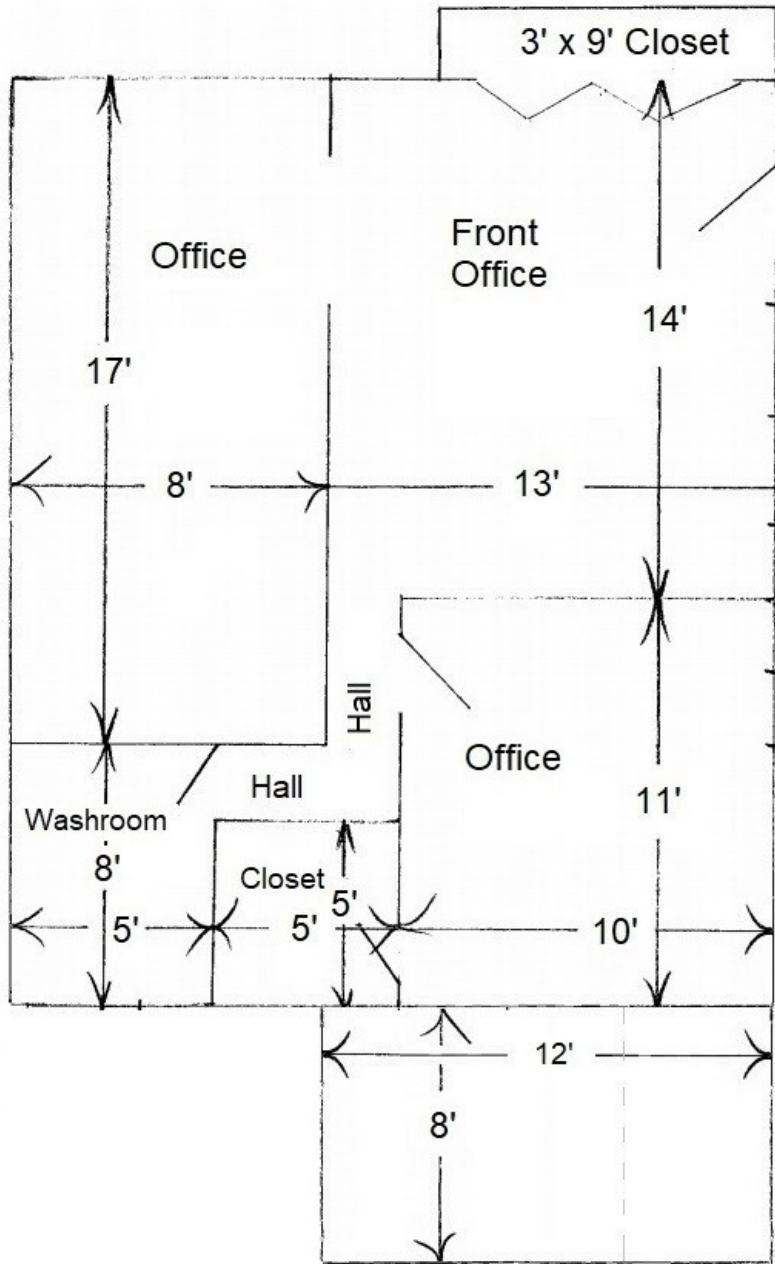 3' x 9' Closet
Office
Front
Office
14'
17'
8'
13'
Hall
Office
Hall
11'
Washroom
8'
Closet
5'
5'
5'
10'
12'
8'